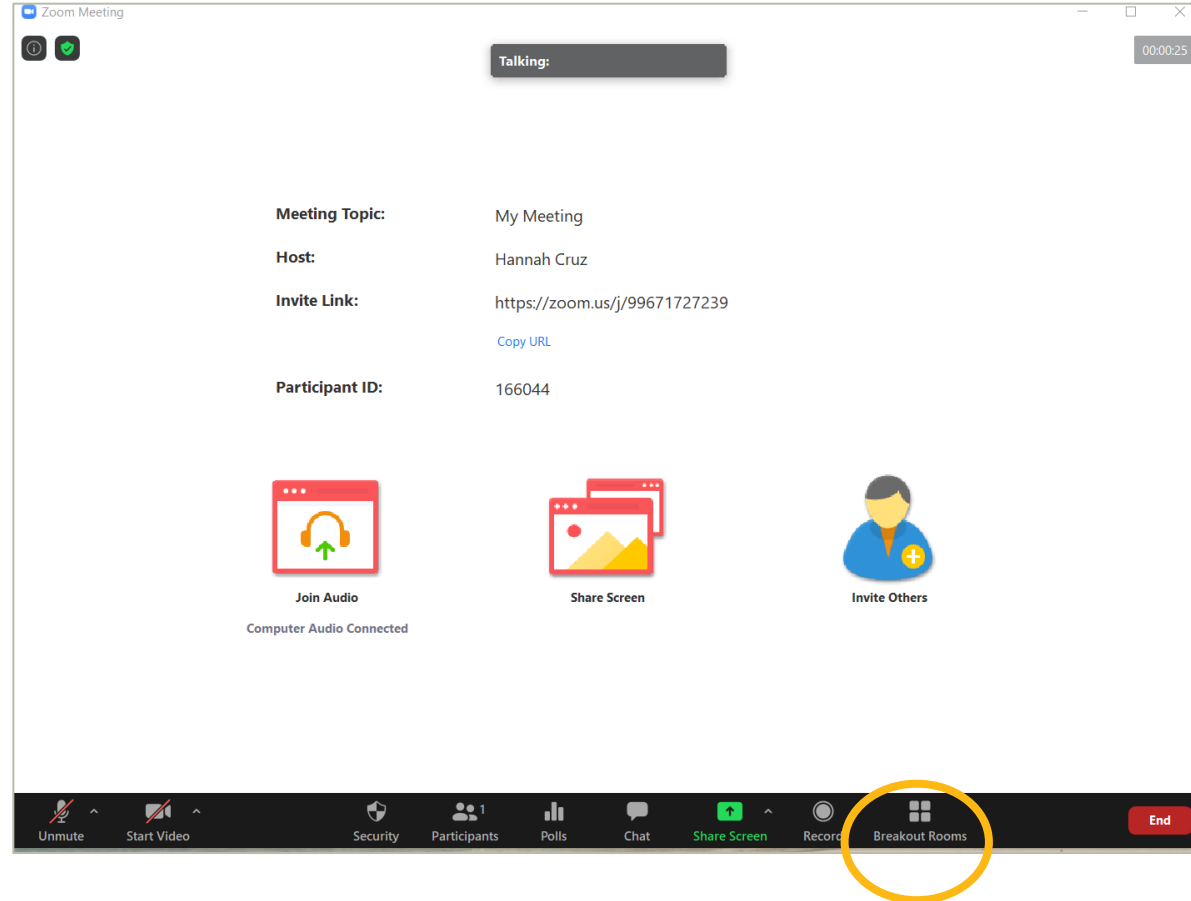 Zoom Meeting
Talking:
00:00:25
Meeting Topic: My Meeting
Host: Hannah Cruz
Invite Link: https://zoom.us/j/99671727239
Copy URL
Participant ID: 166044
Join Audio Share Screen Invite Others
Computer Audio Connected
1
Unmute Start Video Security Participants Polls Chat Share Screen Record Breakout Rooms End